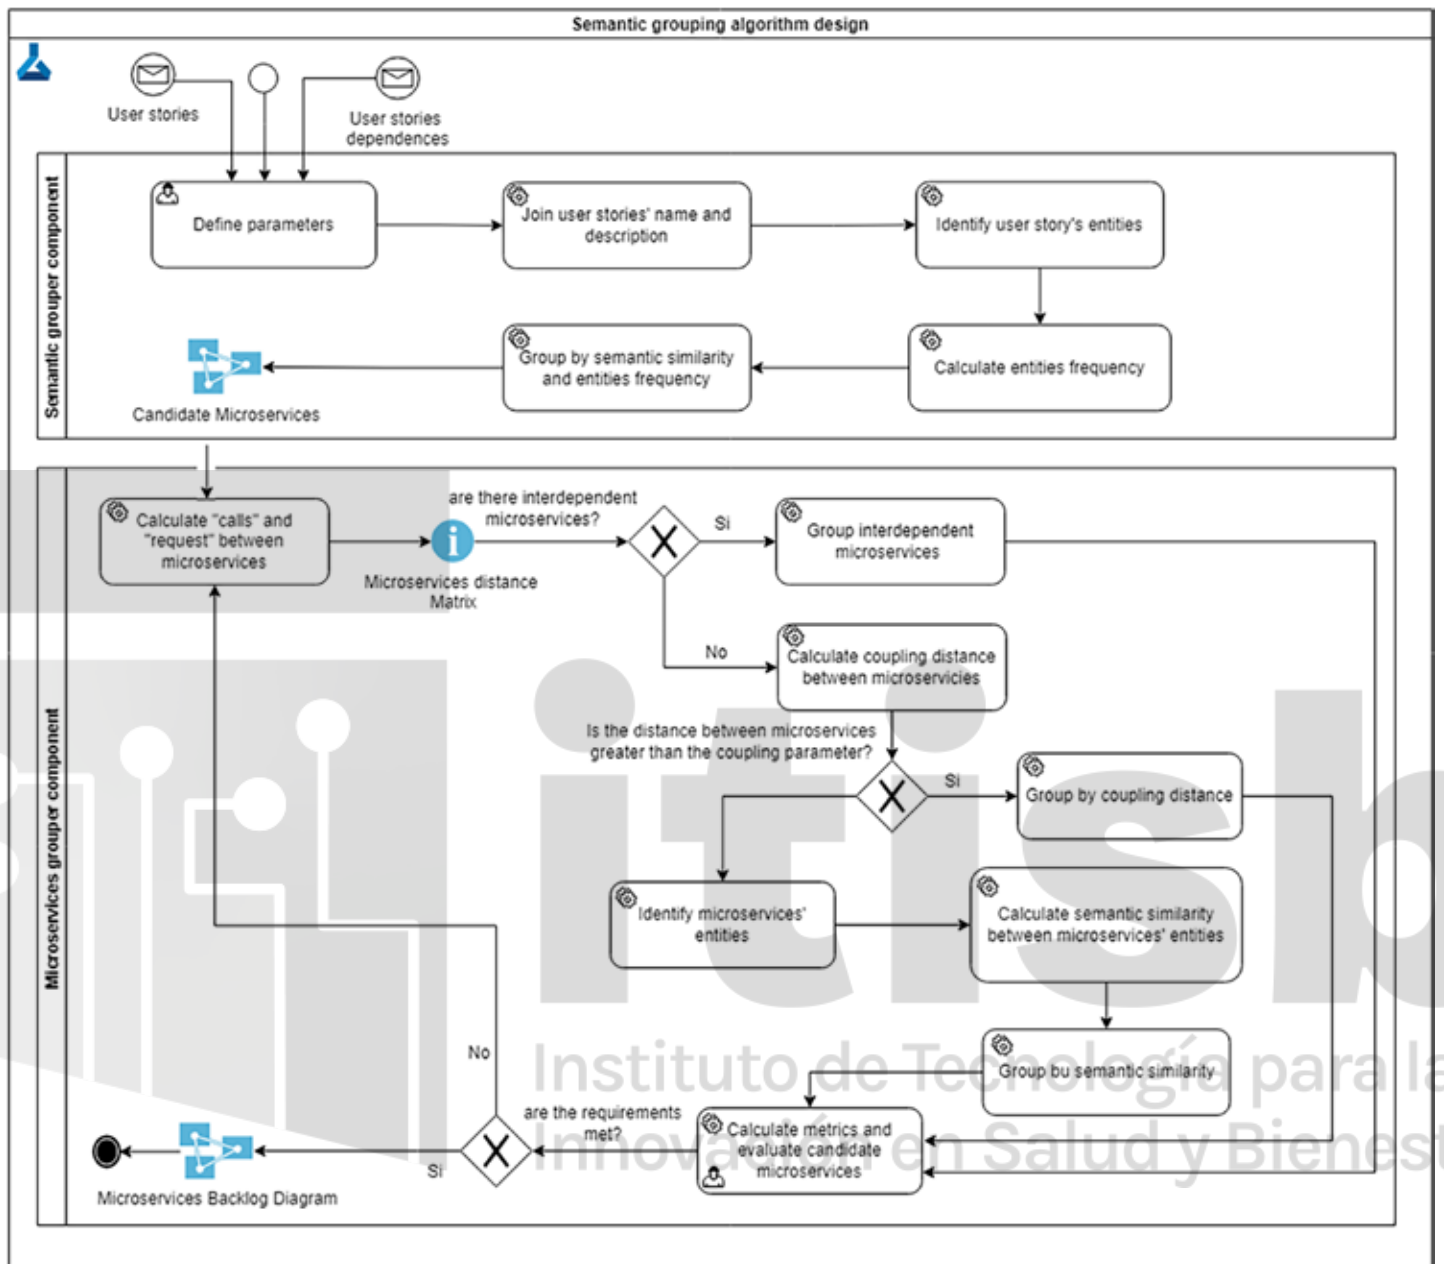 Semantic grouping algorithm design
User stories
User stories
dependences
Semantic grouper component
Define parameters
Join user stories' name and
description
Identify user story's entities
Candidate Microservices
Group by semantic similarity
and entities frequency
Calculate entities frequency
Microservices grouper component
Calculate "calls" and
"request" between
microservices
Microservices distance
Matrix
are there interdependent
microservices?
Si
Group interdependent
microservices
No
Calculate coupling distance
between microservicies
Is the distance between microservices
greater than the coupling parameter?
Si
Group by coupling distance
Identify microservices'
entities
Calculate semantic similarity
between microservices' entities
Group bu semantic similarity
No
are the requirements
met?
Calculate metrics and
evaluate candidate
microservices
Si
Microservices Backlog Diagram
itisb
Instituto de Tecnología para la
Innovación en Salud y Bienest